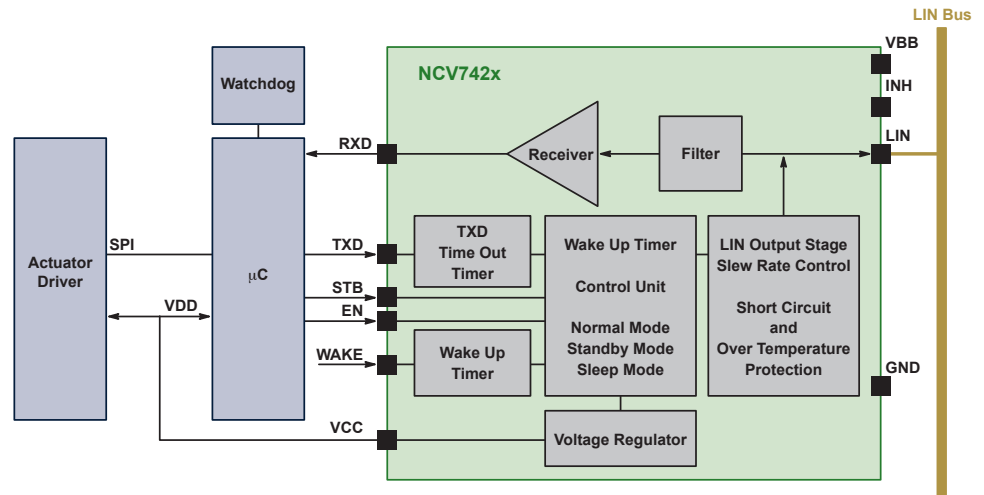 LIN Bus
VBB
NCV742x
INH
Watchdog
RXD
LIN
Receiver
Filter
SPI
TXD
TXD
Time Out
Timer
Wake Up Timer
Control Unit
Normal Mode
Standby Mode
Sleep Mode
LIN Output Stage
Slew Rate Control
Short Circuit
and
Over Temperature
Protection
Actuator
Driver
μC
STB
VDD
EN
WAKE
Wake Up
Timer
GND
VCC
Voltage Regulator